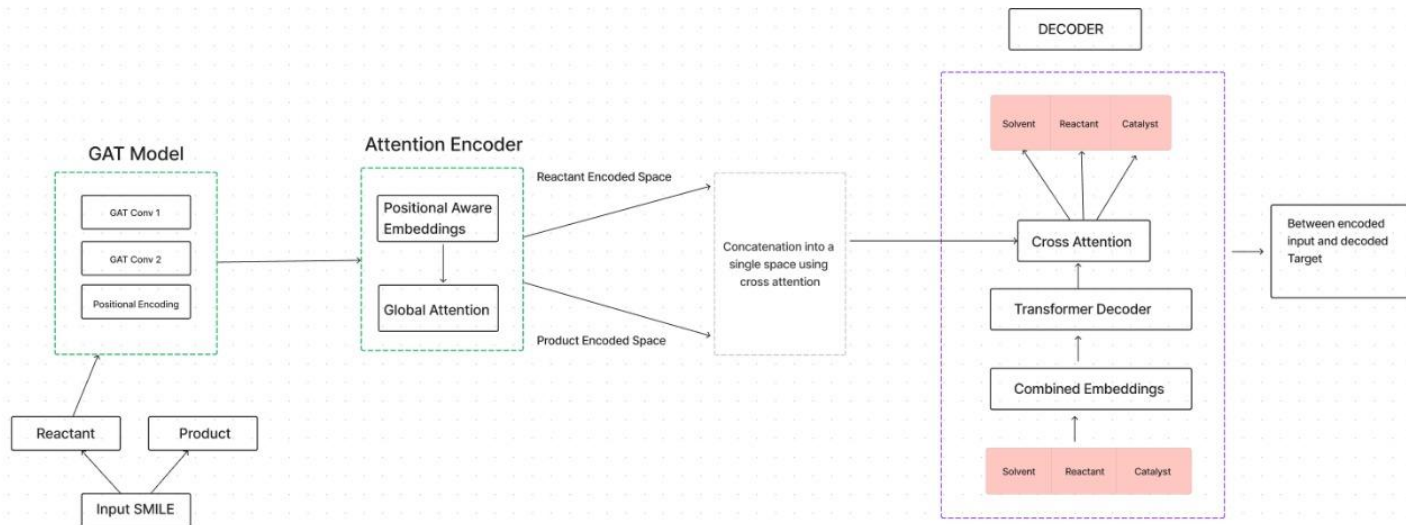 DECODER
Solvent
Reactant
Catalyst
GAT Model
Attention Encoder
GAT Conv 1
GAT Conv 2
Positional Encoding
Positional Aware
Embeddings
Global Attention
Reactant Encoded Space
Product Encoded Space
Concatenation into a
single space using
cross attention
Cross Attention
Transformer Decoder
Combined Embeddings
Solvent
Reactant
Catalyst
Between encoded
input and decoded
Target
Reactant
Product
Input SMILE